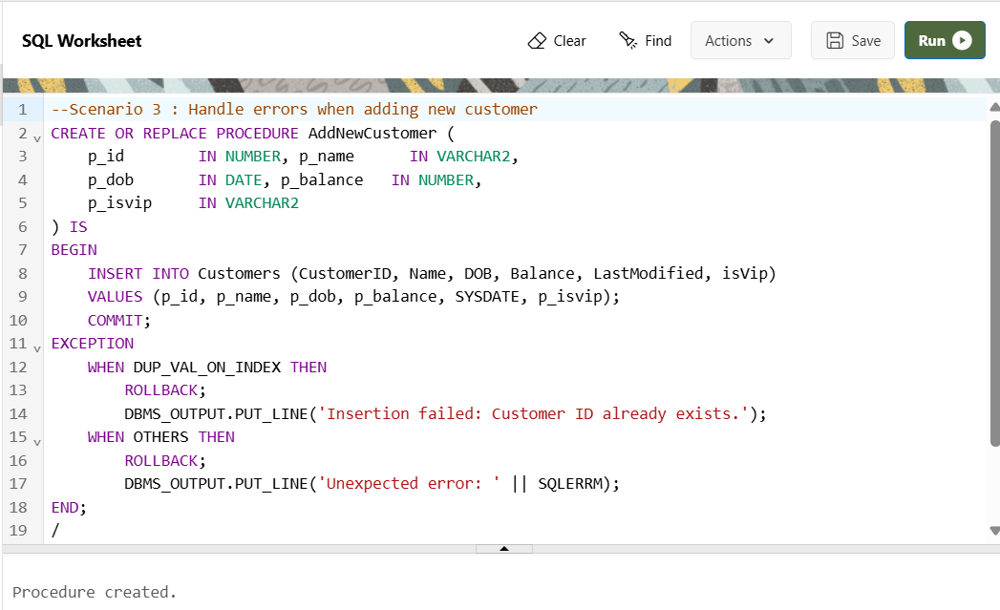 SQL Worksheet Clear Find Actions Save Run
1 --Scenario 3 : Handle errors when adding new customer
2 CREATE OR REPLACE PROCEDURE AddNewCustomer (
3     p_id        IN NUMBER, p_name      IN VARCHAR2,
4     p_dob       IN DATE, p_balance   IN NUMBER,
5     p_isvip     IN VARCHAR2
6 ) IS
7 BEGIN
8     INSERT INTO Customers (CustomerID, Name, DOB, Balance, LastModified, isVip)
9     VALUES (p_id, p_name, p_dob, p_balance, SYSDATE, p_isvip);
10     COMMIT;
11 EXCEPTION
12     WHEN DUP_VAL_ON_INDEX THEN
13         ROLLBACK;
14         DBMS_OUTPUT.PUT_LINE('Insertion failed: Customer ID already exists.');
15     WHEN OTHERS THEN
16         ROLLBACK;
17         DBMS_OUTPUT.PUT_LINE('Unexpected error: ' || SQLERRM);
18 END;
19 /
Procedure created.